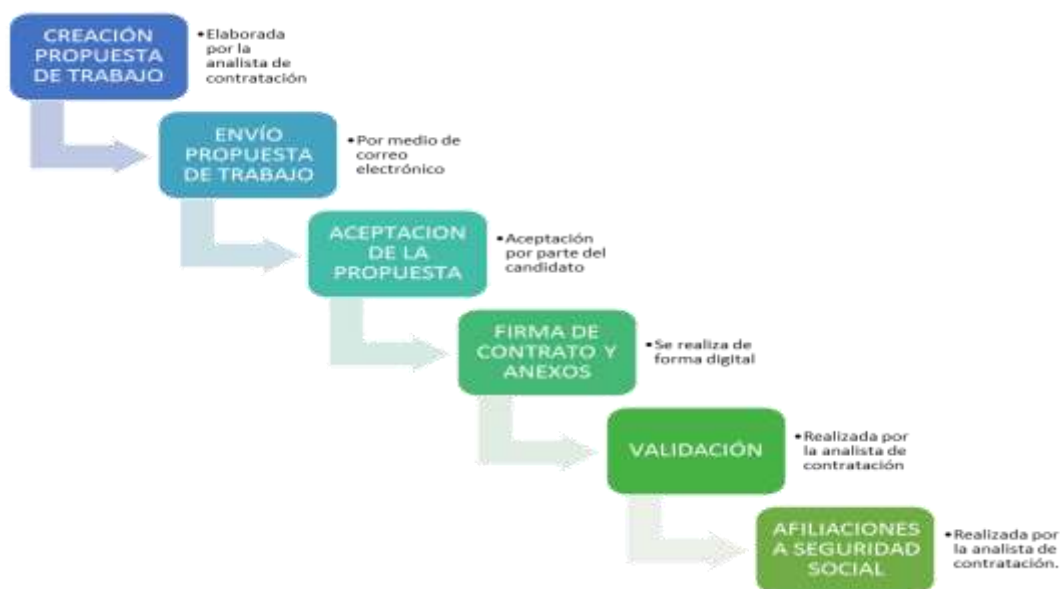 CREACIÓN
PROPUESTA
DE TRABAJO
•Elaborada
por la
analista de
contratación
ENVÍO
PROPUESTA
DE TRABAJO
•Por medio de
correo
electrónico
ACEPTACION
DE LA
PROPUESTA
•Aceptación
por parte del
candidato
FIRMA DE
CONTRATO Y
ANEXOS
•Se realiza de
forma digital
VALIDACIÓN
•Realizada por
la analista de
contratación
AFILIACIONES
A SEGURIDAD
SOCIAL
•Realizada por
la analista de
contratación.